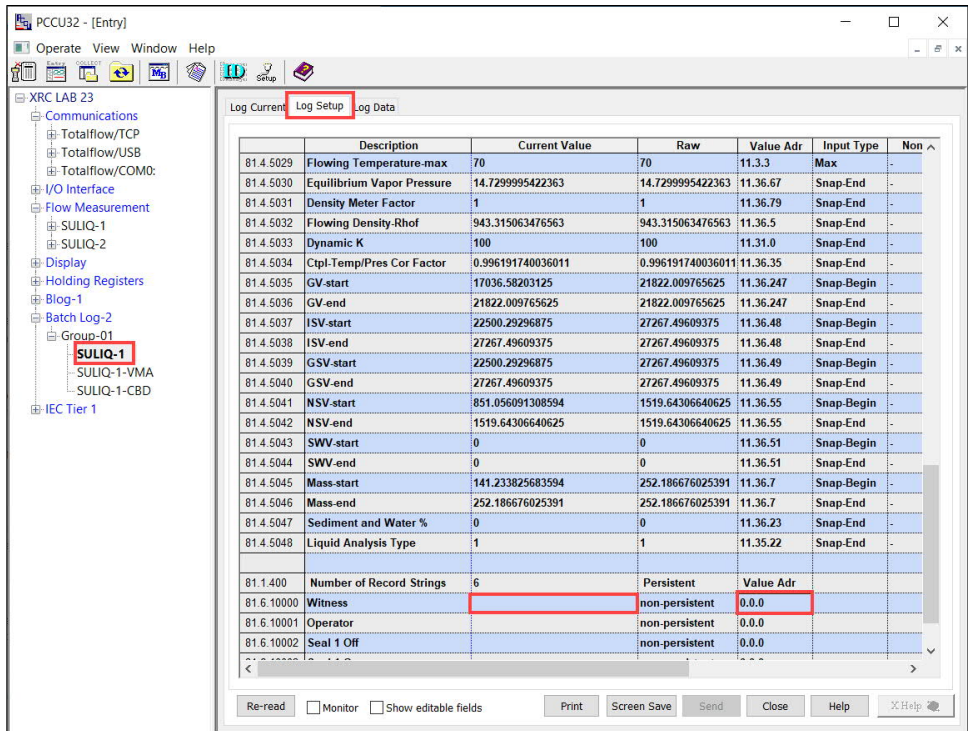 PCCU32 - [Entry]
Operate View Window Help
Entry COLLECT MB ID Setup
XRC LAB 23
Communications
Totalflow/TCP
Totalflow/USB
Totalflow/COM0:
I/O Interface
Flow Measurement
SULIQ-1
SULIQ-2
Display
Holding Registers
Blog-1
Batch Log-2
Group-01
SULIQ-1
SULIQ-1-VMA
SULIQ-1-CBD
IEC Tier 1
Log Current Log Setup Log Data
Description Current Value Raw Value Adr Input Type Non
81.4.5029 Flowing Temperature-max 70 70 11.3.3 Max -
81.4.5030 Equilibrium Vapor Pressure 14.7299995422363 14.7299995422363 11.36.67 Snap-End -
81.4.5031 Density Meter Factor 1 1 11.36.79 Snap-End -
81.4.5032 Flowing Density-Rhof 943.315063476563 943.315063476563 11.36.5 Snap-End -
81.4.5033 Dynamic K 100 100 11.31.0 Snap-End -
81.4.5034 Ctpl-Temp/Pres Cor Factor 0.996191740036011 0.996191740036011 11.36.35 Snap-End -
81.4.5035 GV-start 17036.58203125 21822.009765625 11.36.247 Snap-Begin -
81.4.5036 GV-end 21822.009765625 21822.009765625 11.36.247 Snap-End -
81.4.5037 ISV-start 22500.29296875 27267.49609375 11.36.48 Snap-Begin -
81.4.5038 ISV-end 27267.49609375 27267.49609375 11.36.48 Snap-End -
81.4.5039 GSV-start 22500.29296875 27267.49609375 11.36.49 Snap-Begin -
81.4.5040 GSV-end 27267.49609375 27267.49609375 11.36.49 Snap-End -
81.4.5041 NSV-start 851.056091308594 1519.64306640625 11.36.55 Snap-Begin -
81.4.5042 NSV-end 1519.64306640625 1519.64306640625 11.36.55 Snap-End -
81.4.5043 SWV-start 0 0 11.36.51 Snap-Begin -
81.4.5044 SWV-end 0 0 11.36.51 Snap-End -
81.4.5045 Mass-start 141.233825683594 252.186676025391 11.36.7 Snap-Begin -
81.4.5046 Mass-end 252.186676025391 252.186676025391 11.36.7 Snap-End -
81.4.5047 Sediment and Water % 0 0 11.36.23 Snap-End -
81.4.5048 Liquid Analysis Type 1 1 11.35.22 Snap-End -
81.1.400 Number of Record Strings 6 Persistent Value Adr
81.6.10000 Witness non-persistent 0.0.0
81.6.10001 Operator non-persistent 0.0.0
81.6.10002 Seal 1 Off non-persistent 0.0.0
Re-read Monitor Show editable fields Print Screen Save Send Close Help X Help